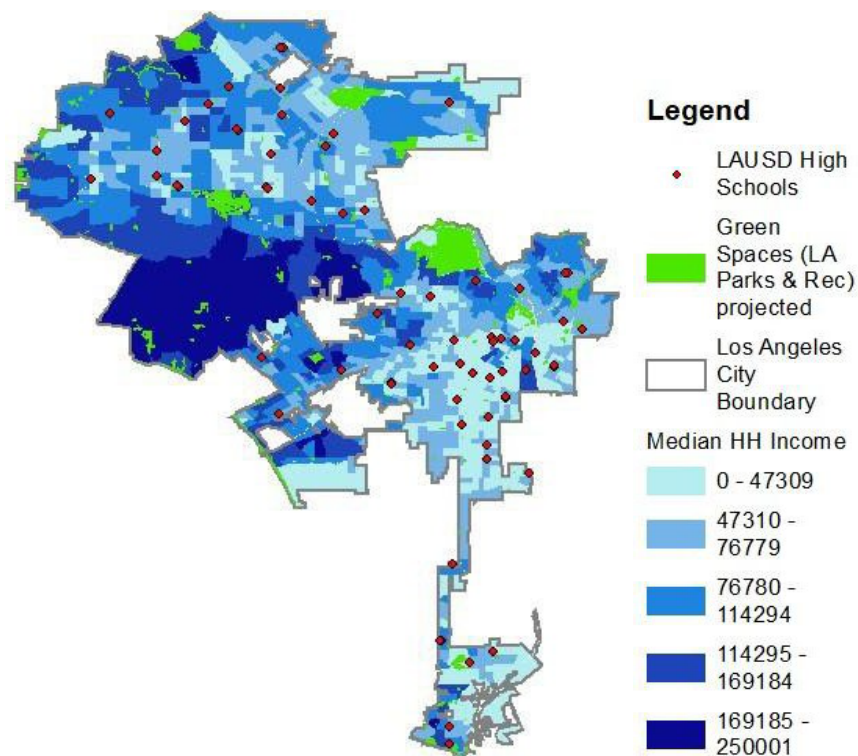 Legend
LAUSD High
Schools
Green
Spaces (LA
Parks & Rec)
projected
Los Angeles
City
Boundary
Median HH Income
0 - 47309
47310 -
76779
76780 -
114294
114295 -
169184
169185 -
250001